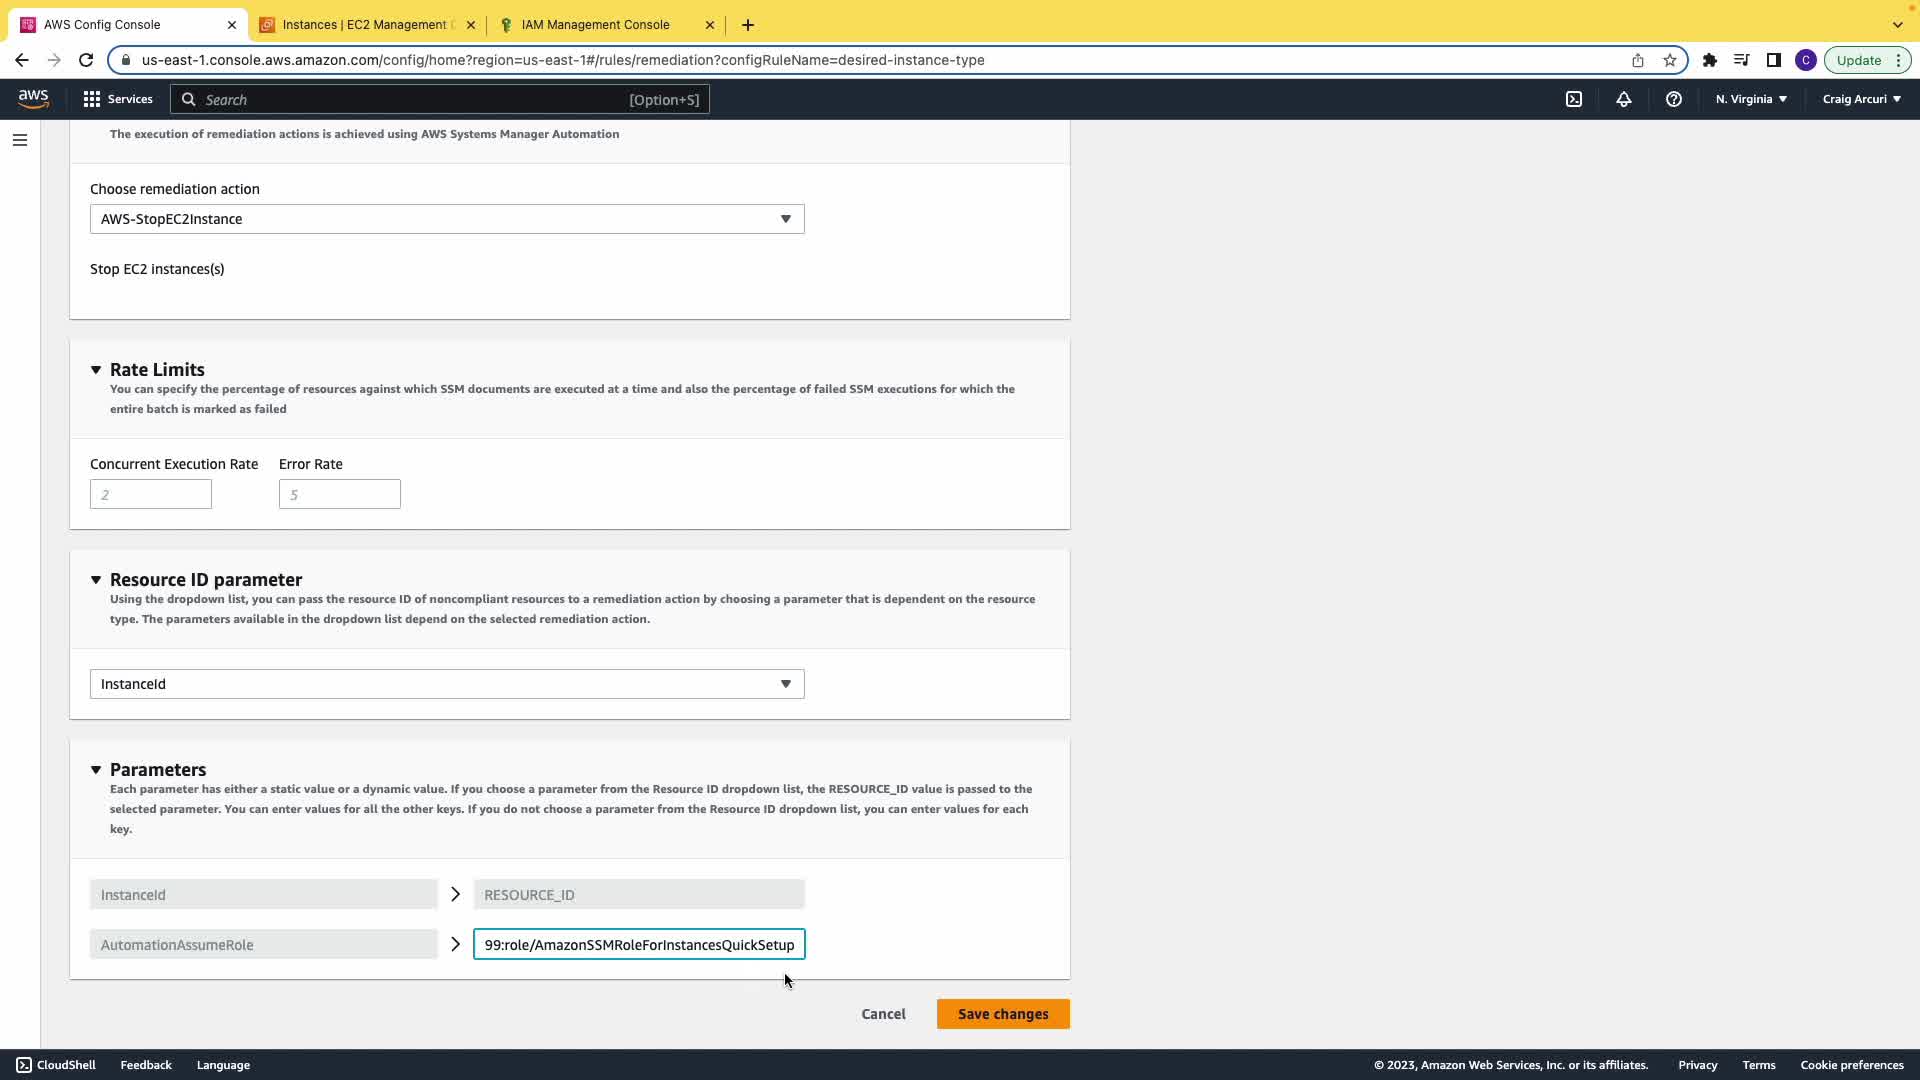 AWS Config Console
Instances | EC2 Management C
IAM Management Console
us-east-1.console.aws.amazon.com/config/home?region=us-east-1#/rules/remediation?configRuleName=desired-instance-type
C
Update
aws
Services
Search
[Option+S]
N. Virginia
Craig Arcuri
The execution of remediation actions is achieved using AWS Systems Manager Automation
Choose remediation action
AWS-StopEC2Instance
Stop EC2 instances(s)
Rate Limits
You can specify the percentage of resources against which SSM documents are executed at a time and also the percentage of failed SSM executions for which the
entire batch is marked as failed
Concurrent Execution Rate
Error Rate
2
5
Resource ID parameter
Using the dropdown list, you can pass the resource ID of noncompliant resources to a remediation action by choosing a parameter that is dependent on the resource
type. The parameters available in the dropdown list depend on the selected remediation action.
InstanceId
Parameters
Each parameter has either a static value or a dynamic value. If you choose a parameter from the Resource ID dropdown list, the RESOURCE_ID value is passed to the
selected parameter. You can enter values for all the other keys. If you do not choose a parameter from the Resource ID dropdown list, you can enter values for each
key.
InstanceId
RESOURCE_ID
AutomationAssumeRole
99:role/AmazonSSMRoleForInstancesQuickSetup
Cancel
Save changes
CloudShell
Feedback
Language
© 2023, Amazon Web Services, Inc. or its affiliates.
Privacy
Terms
Cookie preferences